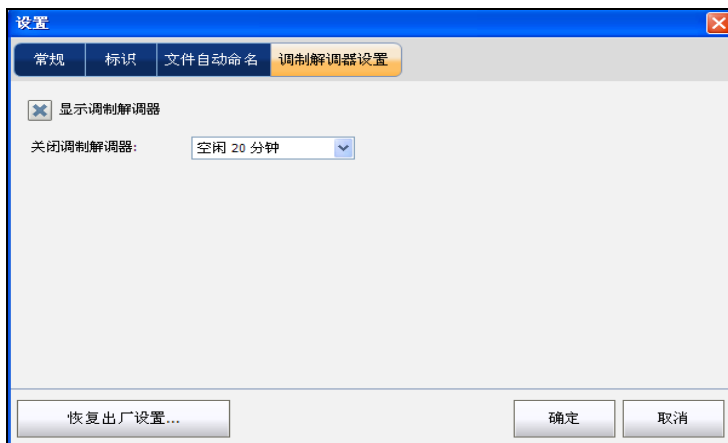 设置
常规 标识 文件自动命名 调制解调器设置
显示调制解调器
关闭调制解调器: 空闲 20 分钟
恢复出厂设置... 确定 取消